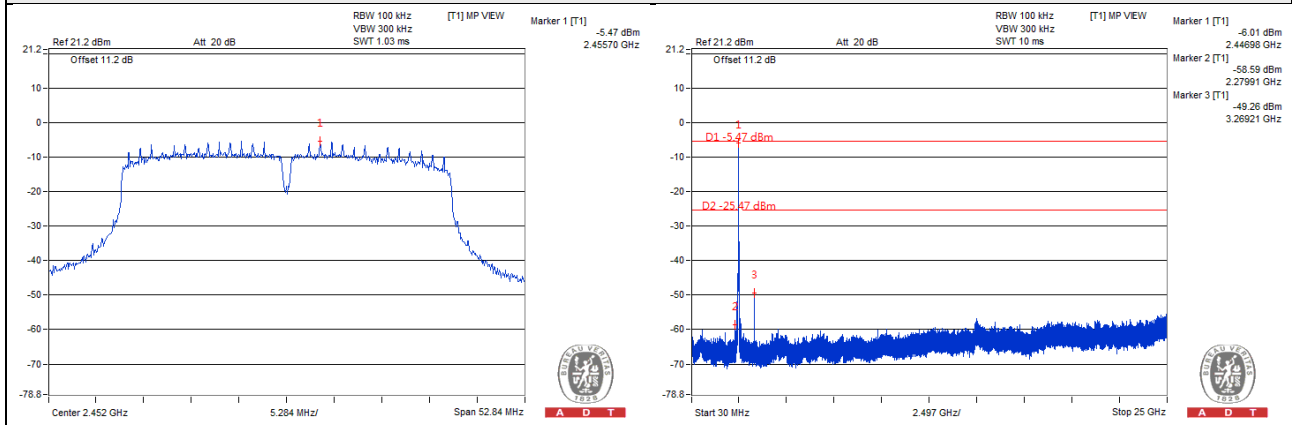 RBW 100 kHz [T1] MP VIEW
VBW 300 kHz
Ref 21.2 dBm Att 20 dB SWT 1.03 ms
Marker 1 [T1]
-5.47 dBm
2.45570 GHz
21.2
Offset 11.2 dB
10
0
-10
-20
-30
-40
-50
-60
-70
-78.8
1
Center 2.452 GHz 5.284 MHz/ Span 52.84 MHz
BUREAU VERITAS
1828
A D T
RBW 100 kHz [T1] MP VIEW
VBW 300 kHz
Ref 21.2 dBm Att 20 dB SWT 10 ms
Marker 1 [T1]
-6.01 dBm
2.44698 GHz
Marker 2 [T1]
-58.59 dBm
2.27991 GHz
Marker 3 [T1]
-49.26 dBm
3.26921 GHz
21.2
Offset 11.2 dB
10
0
-10
-20
-30
-40
-50
-60
-70
-78.8
1
D1 -5.47 dBm
D2 -25.47 dBm
3
2
Start 30 MHz 2.497 GHz/ Stop 25 GHz
BUREAU VERITAS
1828
A D T